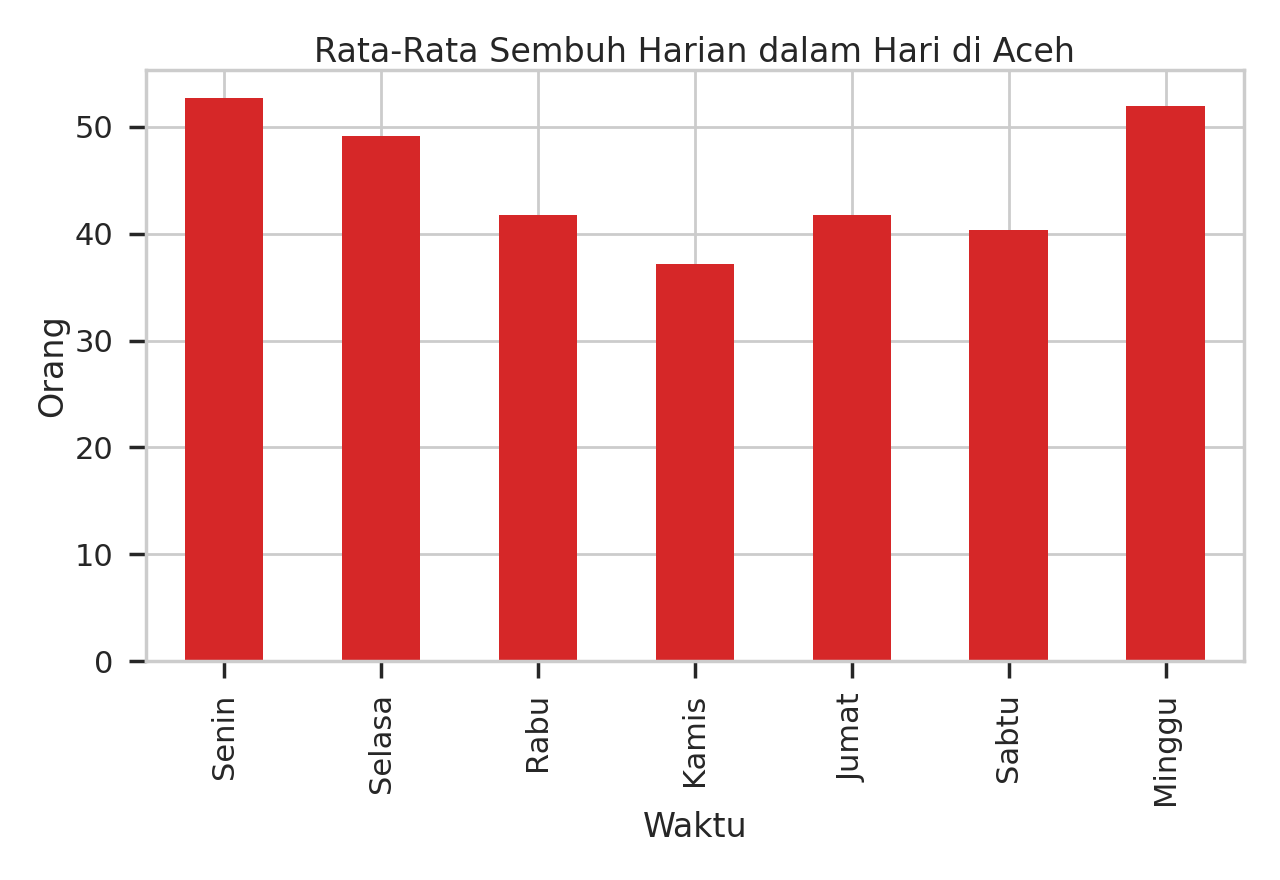 Rata-Rata Sembuh Harian dalam Hari di Aceh
Orang
50
40
30
20
10
0
Senin
Selasa
Rabu
Kamis
Jumat
Sabtu
Minggu
Waktu